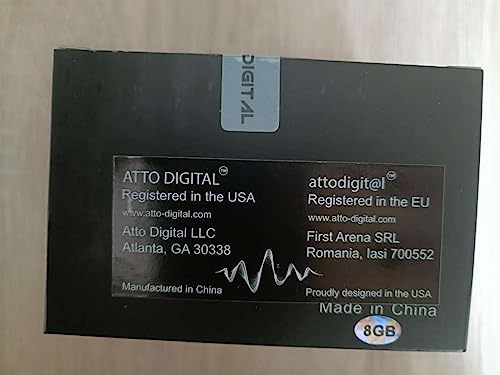 DIGITAL
ATTO DIGITAL™
Registered in the USA
www.atto-digital.com
Atto Digital LLC
Atlanta, GA 30338
Manufactured in China
attodigit@l™
Registered in the EU
www.atto-digital.com
First Arena SRL
Romania, Iasi 700552
Proudly designed in the USA
Made in China
8GB